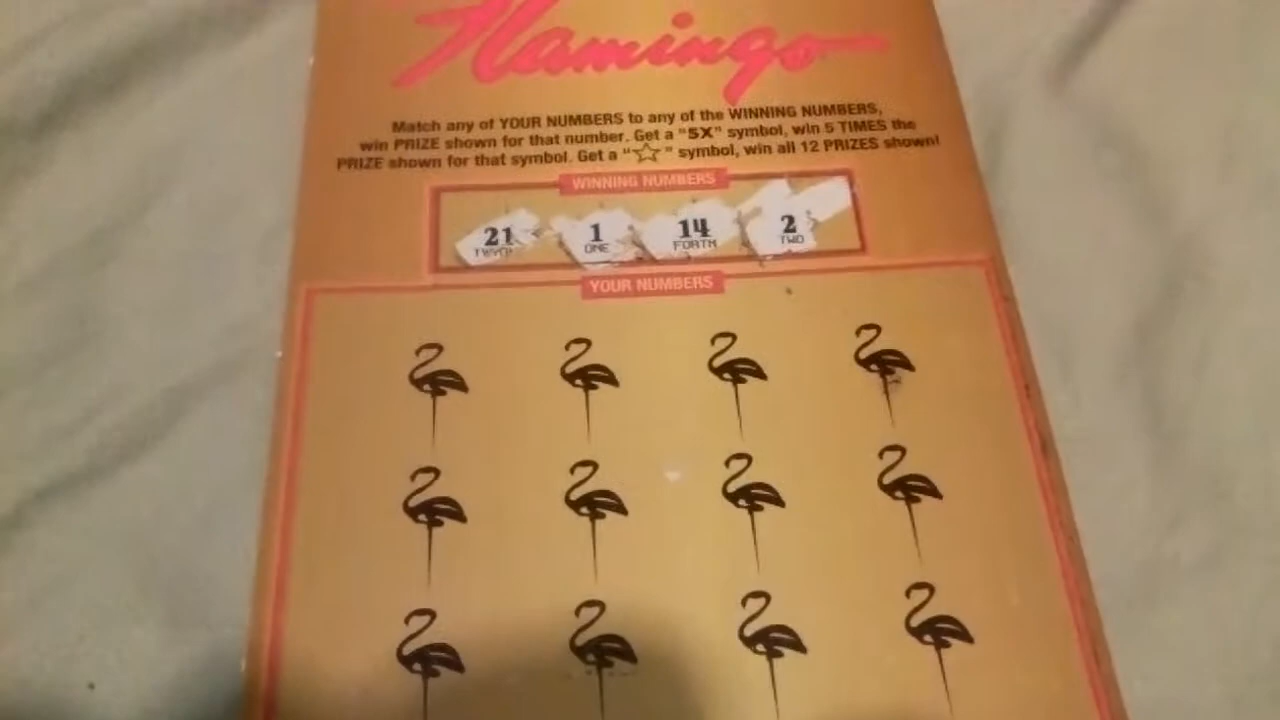 Flamingo
Match any of YOUR NUMBERS to any of the WINNING NUMBERS,
win PRIZE shown for that number. Get a "5X" symbol, win 5 TIMES the
PRIZE shown for that symbol. Get a "☆" symbol, win all 12 PRIZES shown!
WINNING NUMBERS
21 1 14 2
ONE FORTN TWO
YOUR NUMBERS